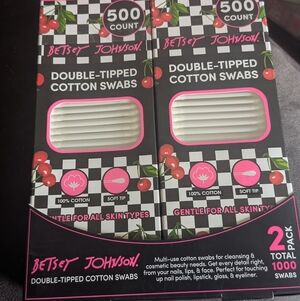 500
COUNT
BETSEY JOHNSON.
DOUBLE-TIPPED
COTTON SWABS
100% COTTON
SOFT TIP
NTLE FOR ALL SKIN TYPES
500
COUNT
BETSEY JOHNSON.
DOUBLE-TIPPED
COTTON SWABS
100% COTTON
SOFT TIP
GENTLE FOR ALL SKIN TY
BETSEY JOHNSON.
DOUBLE-TIPPED COTTON SWABS
Multi-use cotton swabs for cleansing &
cosmetic beauty needs. Get every detail right,
from your nails, lips, & face. Perfect for touching
up nail polish, lipstick, gloss, & eyeliner.
2 PACK
TOTAL
1000
SWABS